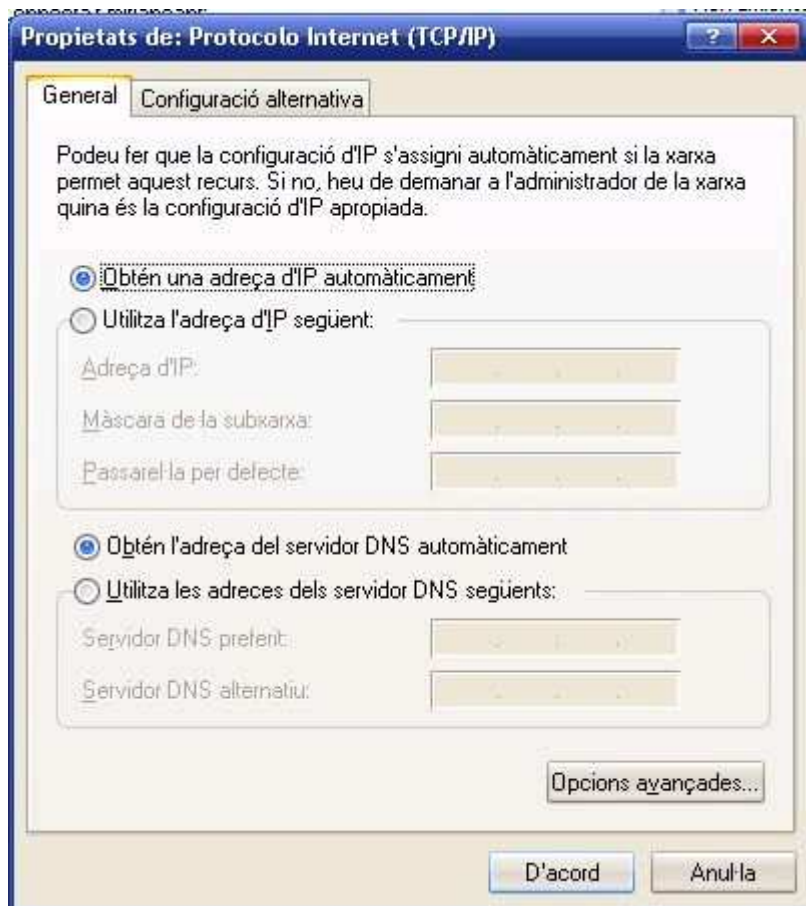 Propietats de: Protocolo Internet (TCP/IP)
General
Configuració alternativa
Podeu fer que la configuració d'IP s'assigni automàticament si la xarxa
permet aquest recurs. Si no, heu de demanar a l'administrador de la xarxa
quina és la configuració d'IP apropiada.
Obtén una adreça d'IP automàticament
Utilitza l'adreça d'IP següent:
Adreça d'IP:
Màscara de la subxarxa:
Passarel·la per defecte:
Obtén l'adreça del servidor DNS automàticament
Utilitza les adreces dels servidor DNS següents:
Servidor DNS preferit:
Servidor DNS alternatiu:
Opcions avançades...
D'acord
Anul·la